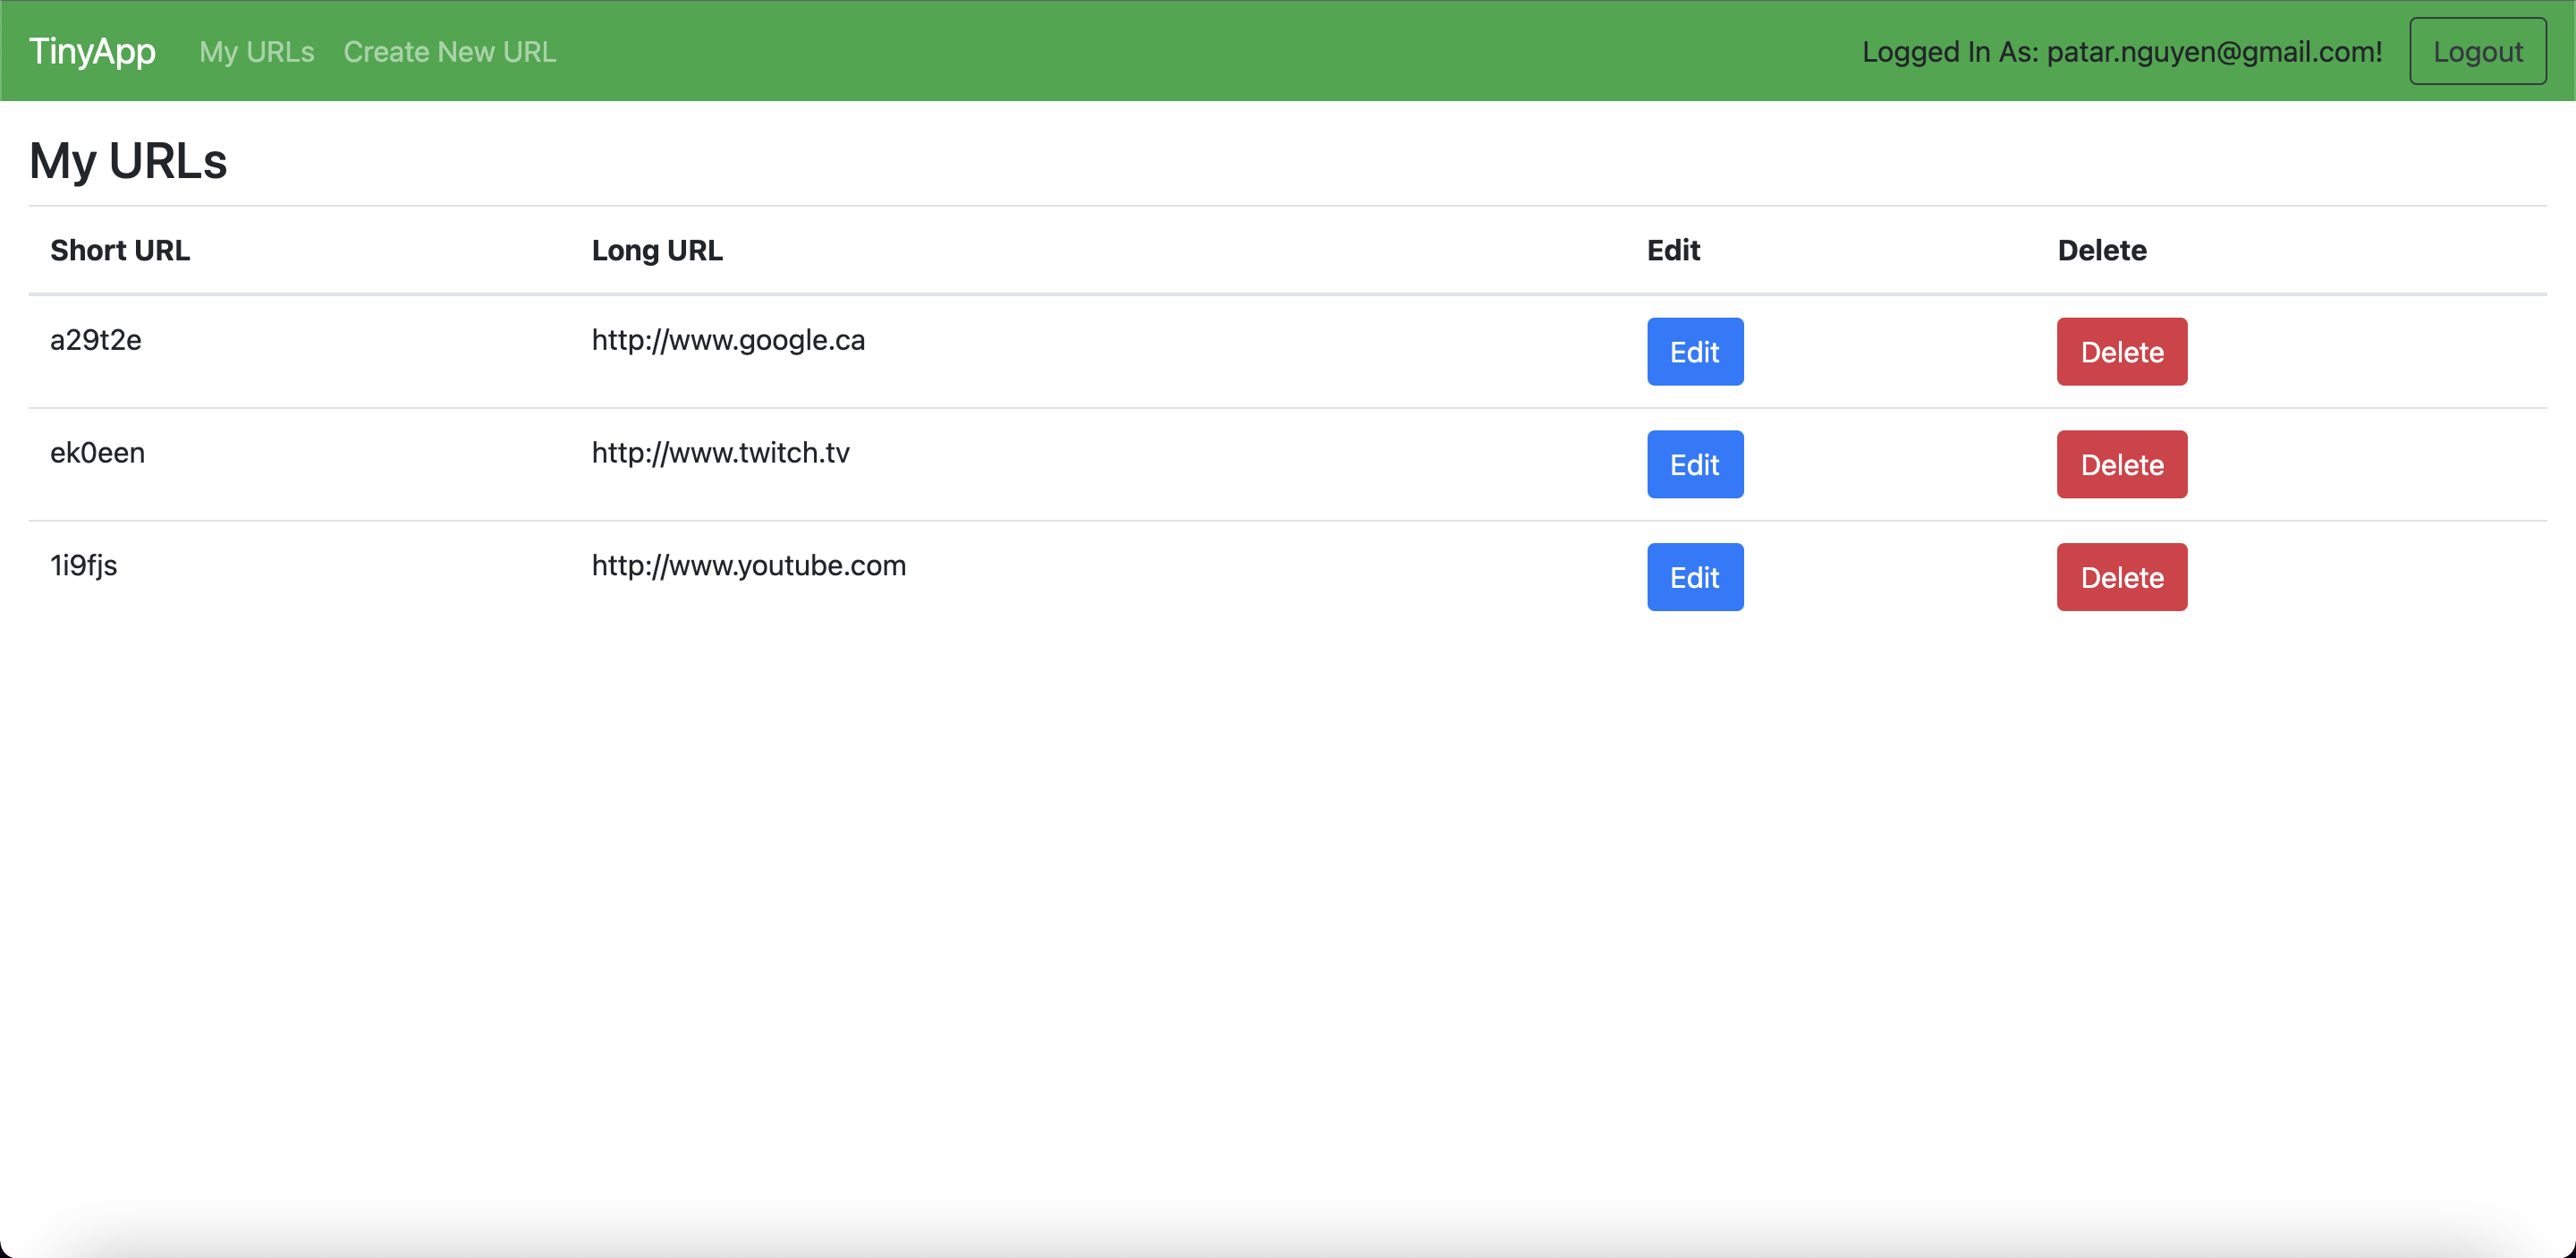 TinyApp My URLs Create New URL Logged In As: patar.nguyen@gmail.com! Logout
My URLs
Short URL Long URL Edit Delete
a29t2e http://www.google.ca Edit Delete
ek0een http://www.twitch.tv Edit Delete
1i9fjs http://www.youtube.com Edit Delete